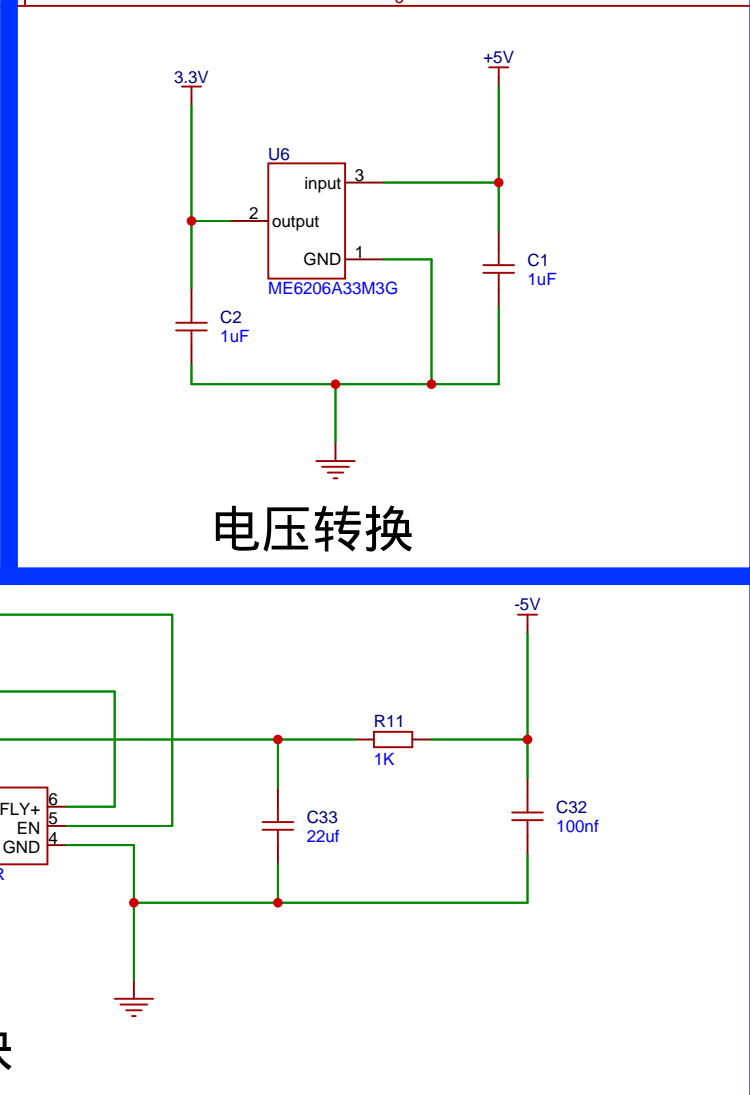 3.3V
+5V
U6
input
3
2
output
GND
1
ME6206A33M3G
C1
1uF
C2
1uF
电压转换
-5V
R11
1K
FLY+
6
EN
5
GND
4
C33
22uf
C32
100nf